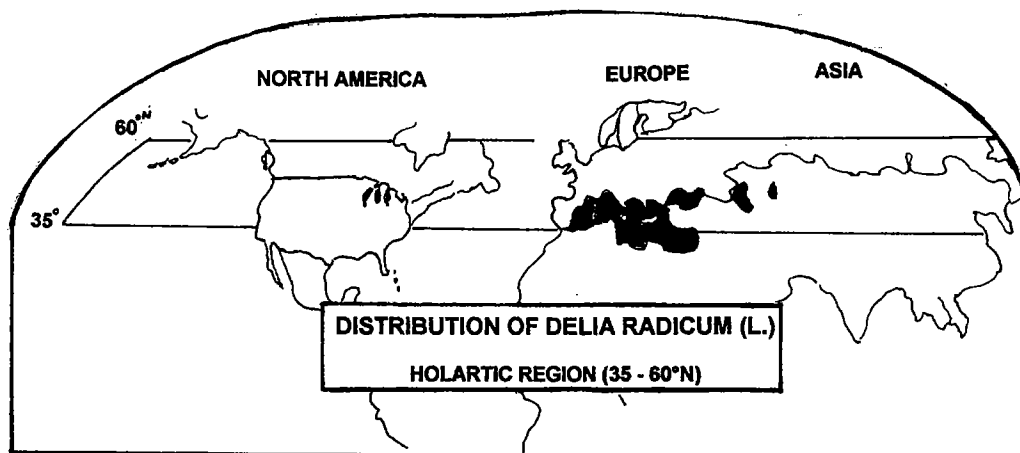 NORTH AMERICA
EUROPE
ASIA
60°N
35°
DISTRIBUTION OF DELIA RADICUM (L.)
HOLARTIC REGION (35 - 60°N)